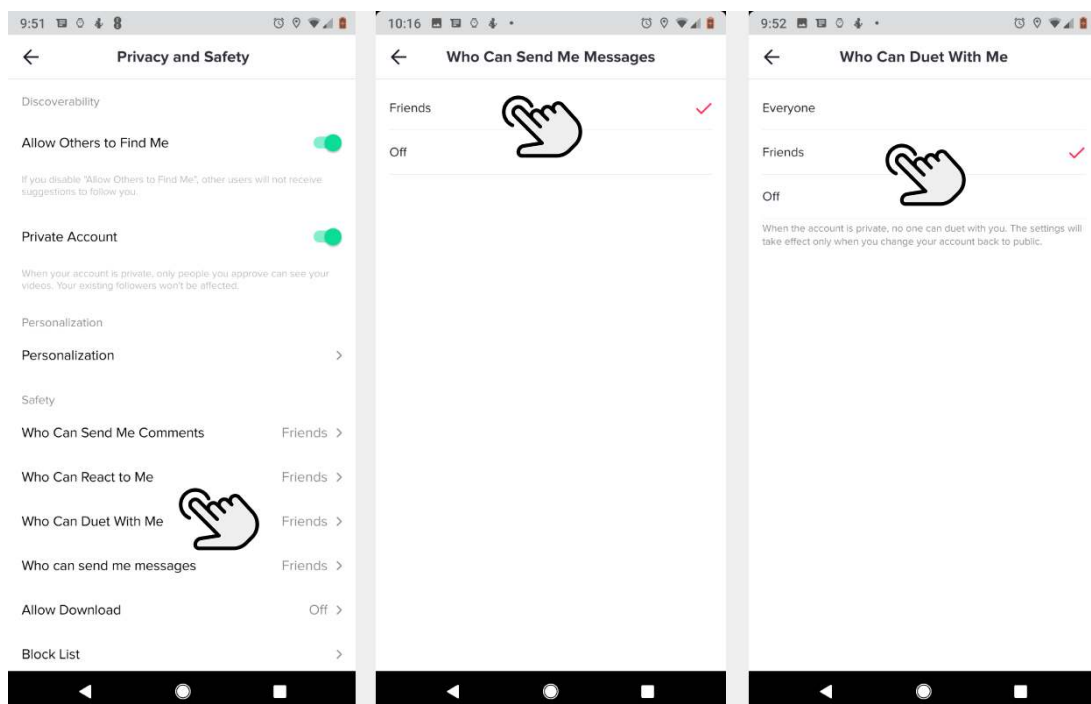 9:51
Privacy and Safety
Discoverability
Allow Others to Find Me
If you disable "Allow Others to Find Me", other users will not receive
suggestions to follow you.
Private Account
When your account is private, only people you approve can see your
videos. Your existing followers won't be affected.
Personalization
Personalization
Safety
Who Can Send Me Comments Friends
Who Can React to Me Friends
Who Can Duet With Me Friends
Who can send me messages Friends
Allow Download Off
Block List
10:16
Who Can Send Me Messages
Friends
Off
9:52
Who Can Duet With Me
Everyone
Friends
Off
When the account is private, no one can duet with you. The settings will
take effect only when you change your account back to public.